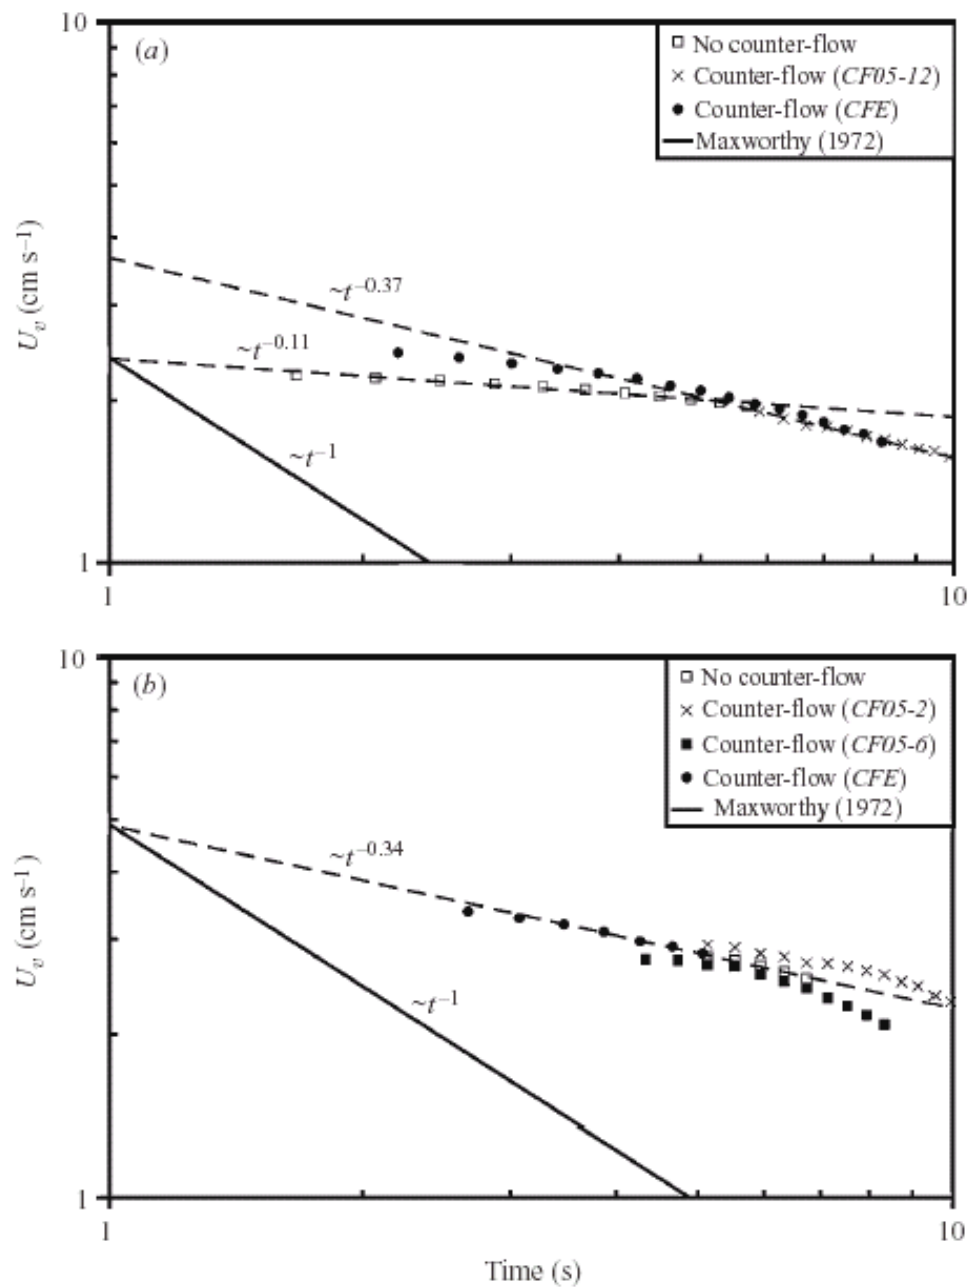 10
(a)
No counter-flow
Counter-flow (CF05-12)
Counter-flow (CFE)
Maxworthy (1972)
U_v (cm s⁻¹)
~t⁻⁰·³⁷
~t⁻⁰·¹¹
~t⁻¹
1
1
10
10
(b)
No counter-flow
Counter-flow (CF05-2)
Counter-flow (CF05-6)
Counter-flow (CFE)
Maxworthy (1972)
U_v (cm s⁻¹)
~t⁻⁰·³⁴
~t⁻¹
1
1
10
Time (s)